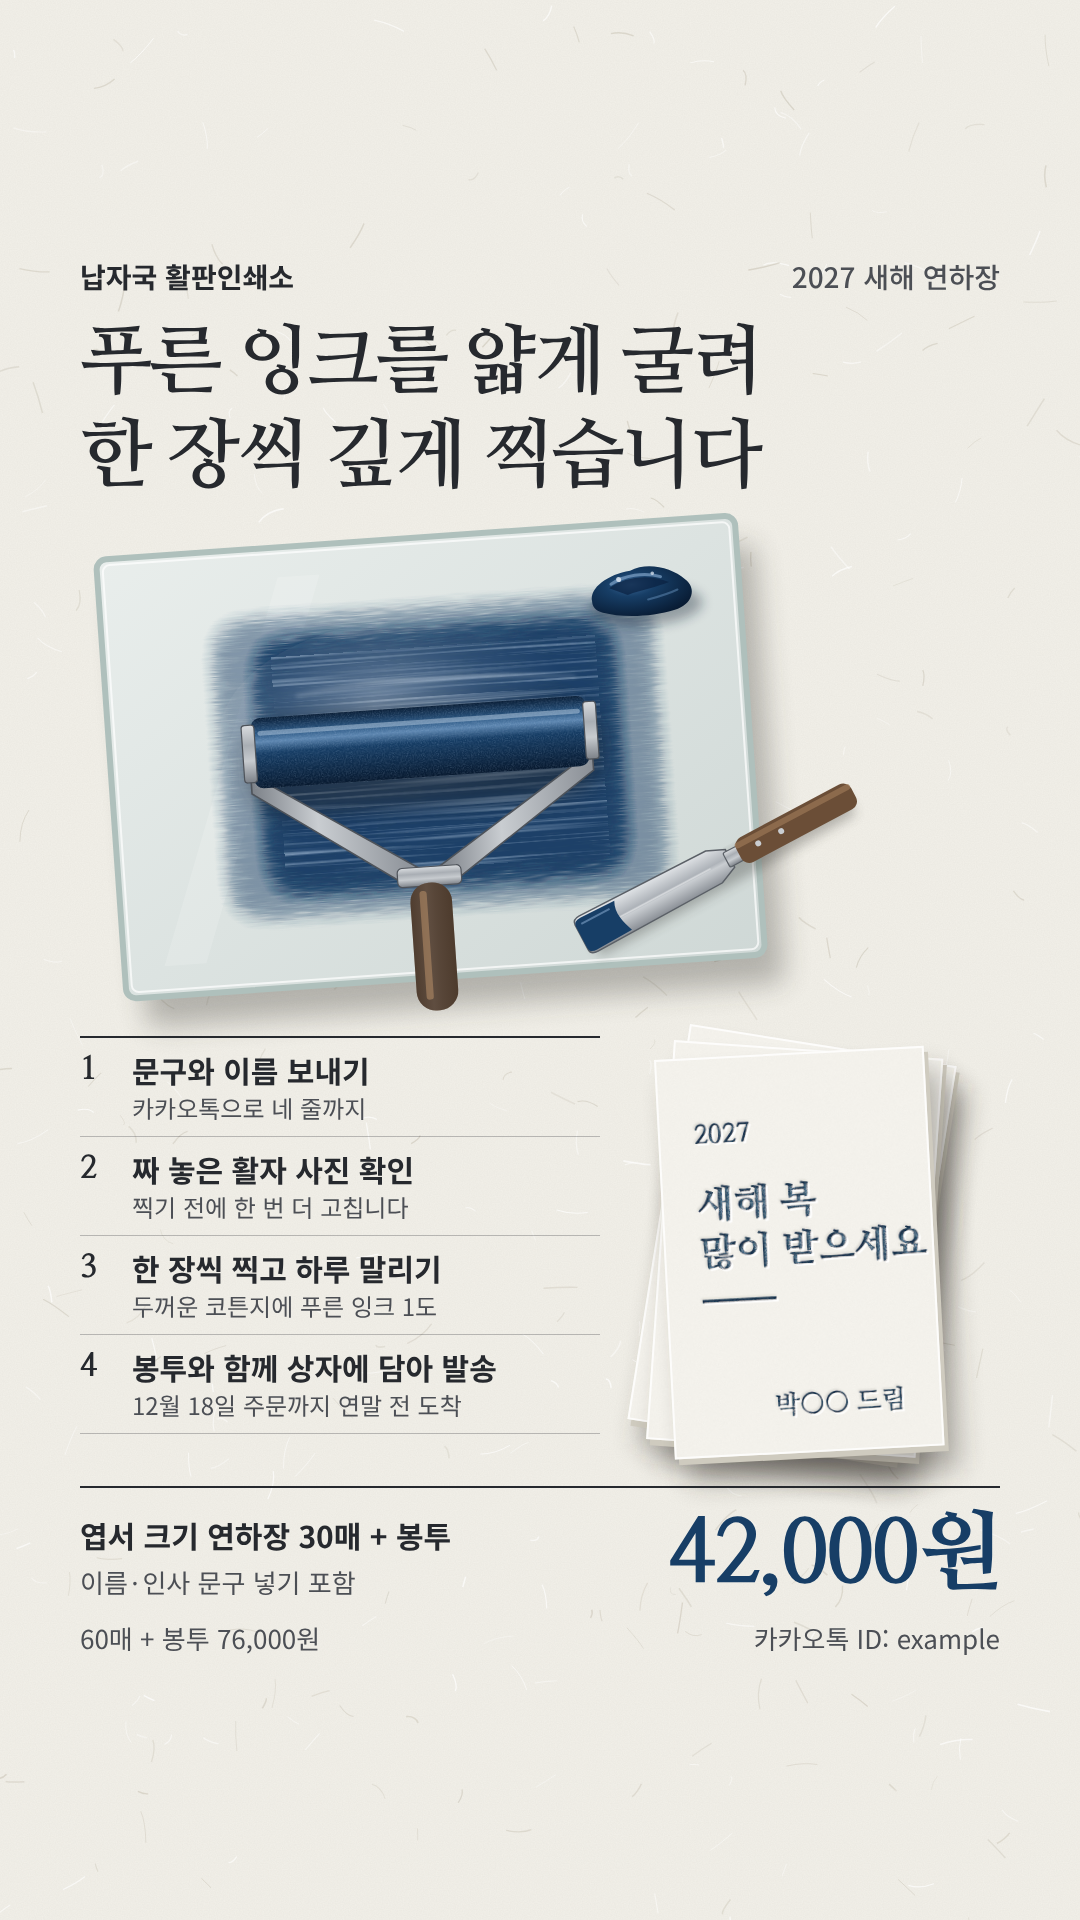 납자국 활판인쇄소
2027 새해 연하장
푸른 잉크를 얇게 굴려
한 장씩 깊게 찍습니다
1 문구와 이름 보내기
카카오톡으로 네 줄까지
2 짜 놓은 활자 사진 확인
찍기 전에 한 번 더 고칩니다
3 한 장씩 찍고 하루 말리기
두꺼운 코튼지에 푸른 잉크 1도
4 봉투와 함께 상자에 담아 발송
12월 18일 주문까지 연말 전 도착
2027
새해 복
많이 받으세요
박○○ 드림
엽서 크기 연하장 30매 + 봉투
이름·인사 문구 넣기 포함
42,000원
60매 + 봉투 76,000원
카카오톡 ID: example